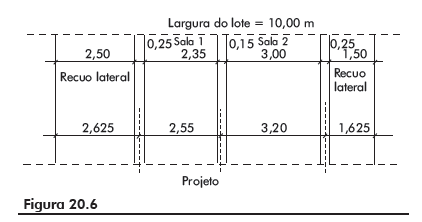 Largura do lote = 10,00 m
0,25 Sala 1 0,15 Sala 2 0,25
2,50 2,35 3,00 1,50
Recuo lateral Recuo
lateral
2,625 2,55 3,20 1,625
Projeto
Figura 20.6